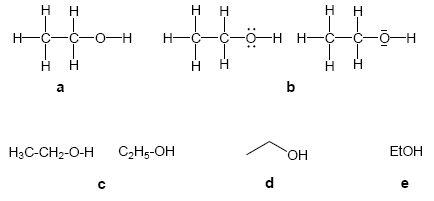 H H H H H H
H-C-C-O-H H-C-C-O-H H-C-C-O-H
H H H H H H
a b
H₃C-CH₂-O-H C₂H₅-OH OH EtOH
c d e